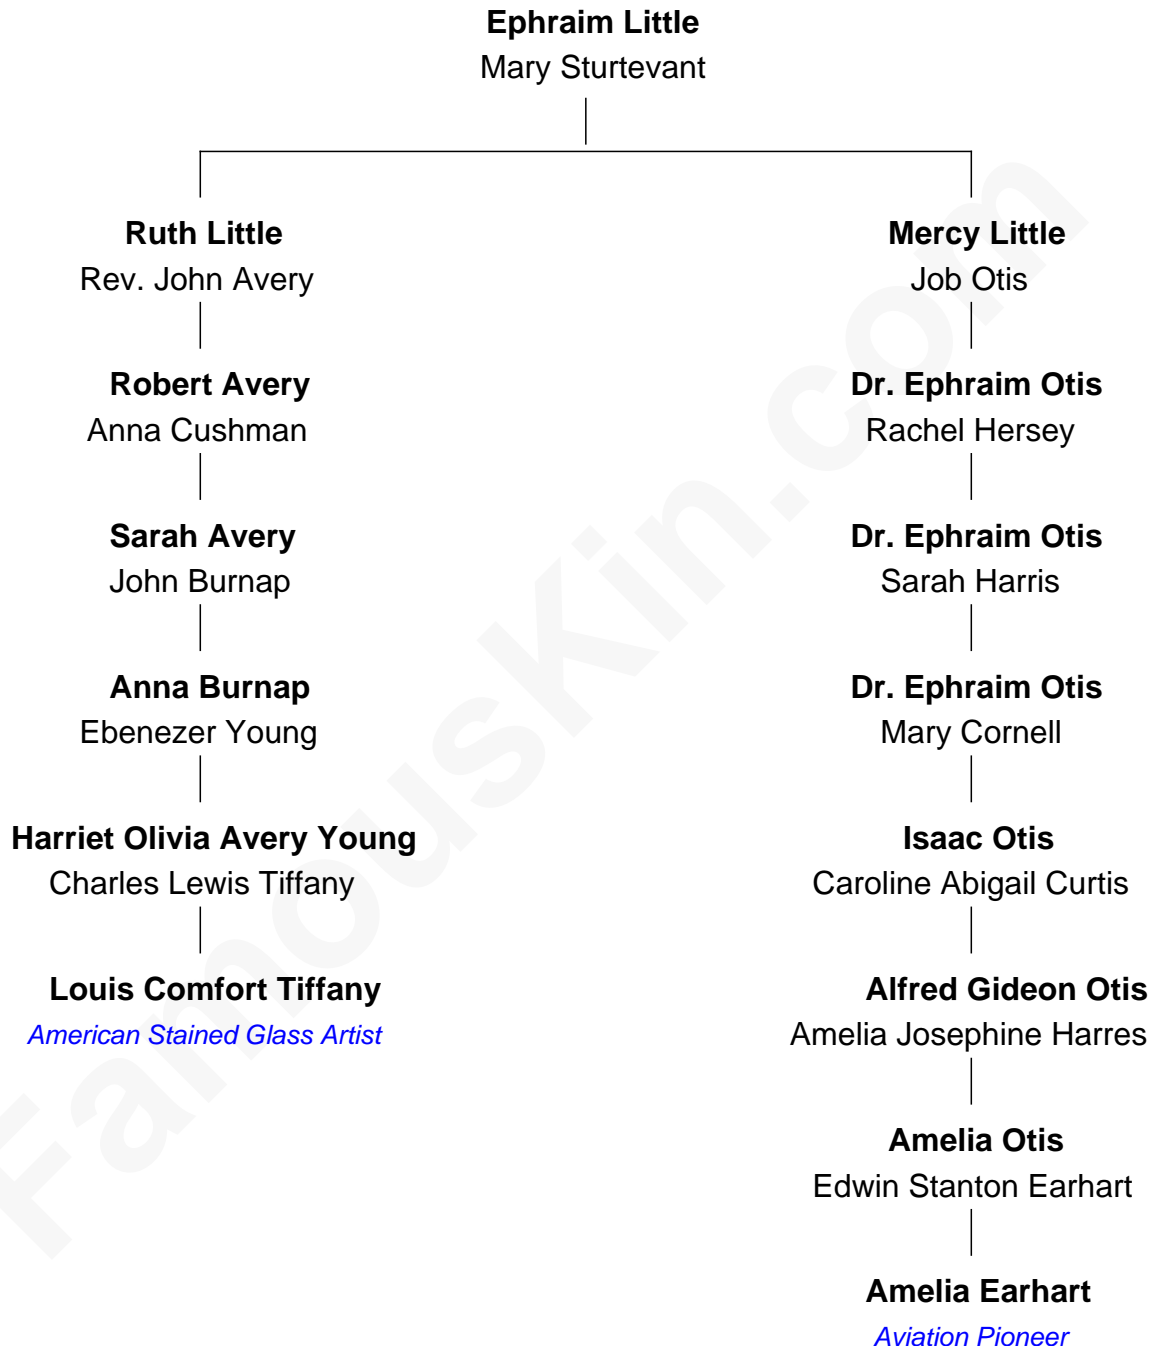 Ephraim Little
Mary Sturtevant
Ruth Little
Rev. John Avery
Mercy Little
Job Otis
Robert Avery
Anna Cushman
Dr. Ephraim Otis
Rachel Hersey
Sarah Avery
John Burnap
Dr. Ephraim Otis
Sarah Harris
Anna Burnap
Ebenezer Young
Dr. Ephraim Otis
Mary Cornell
Harriet Olivia Avery Young
Charles Lewis Tiffany
Isaac Otis
Caroline Abigail Curtis
Louis Comfort Tiffany
American Stained Glass Artist
Alfred Gideon Otis
Amelia Josephine Harres
Amelia Otis
Edwin Stanton Earhart
Amelia Earhart
Aviation Pioneer
FamousKin.com